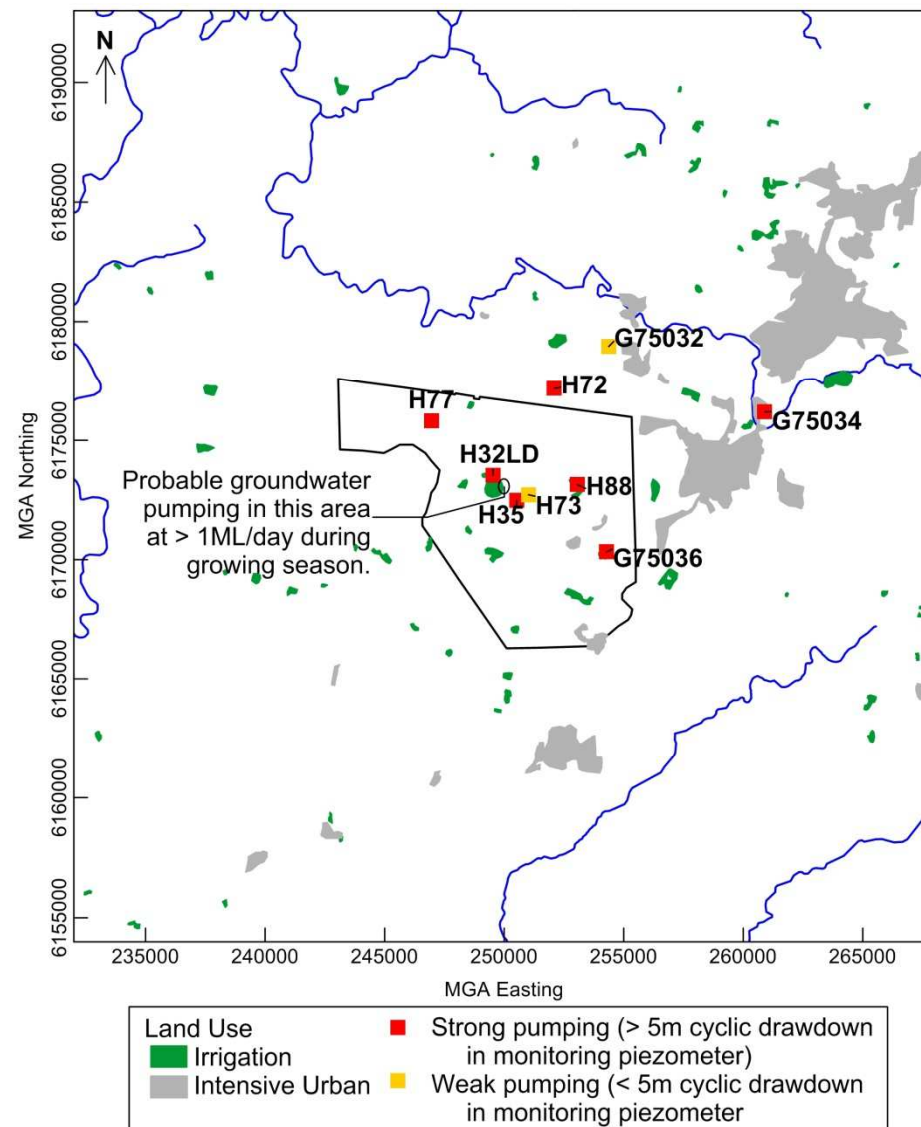 N
6190000
6185000
6180000
6175000
6170000
6165000
6160000
6155000
MGA Northing
G75032
H72
H77
G75034
H32LD
H88
H73
H35
G75036
Probable groundwater
pumping in this area
at > 1ML/day during
growing season.
235000 240000 245000 250000 255000 260000 265000
MGA Easting
Land Use
Irrigation
Intensive Urban
Strong pumping (> 5m cyclic drawdown
in monitoring piezometer)
Weak pumping (< 5m cyclic drawdown
in monitoring piezometer